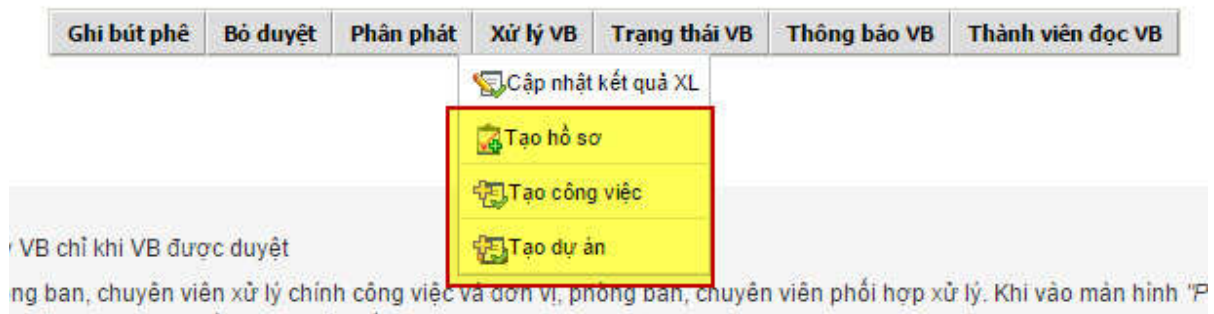 Ghi bút phê Bỏ duyệt Phân phát Xử lý VB Trạng thái VB Thông báo VB Thành viên đọc VB
Cập nhật kết quả XL
Tạo hồ sơ
Tạo công việc
Tạo dự án
VB chỉ khi VB được duyệt
ng ban, chuyên viên xử lý chính công việc và đơn vị, phòng ban, chuyên viên phối hợp xử lý. Khi vào màn hình "P